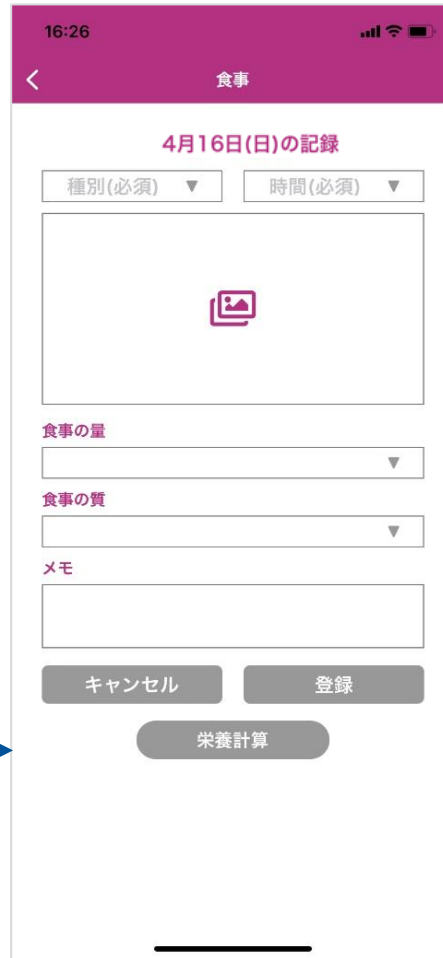 16:26
食事
4月16日(日)の記録
種別(必須) ▼ 時間(必須) ▼
食事の量
▼
食事の質
▼
メモ
キャンセル 登録
栄養計算